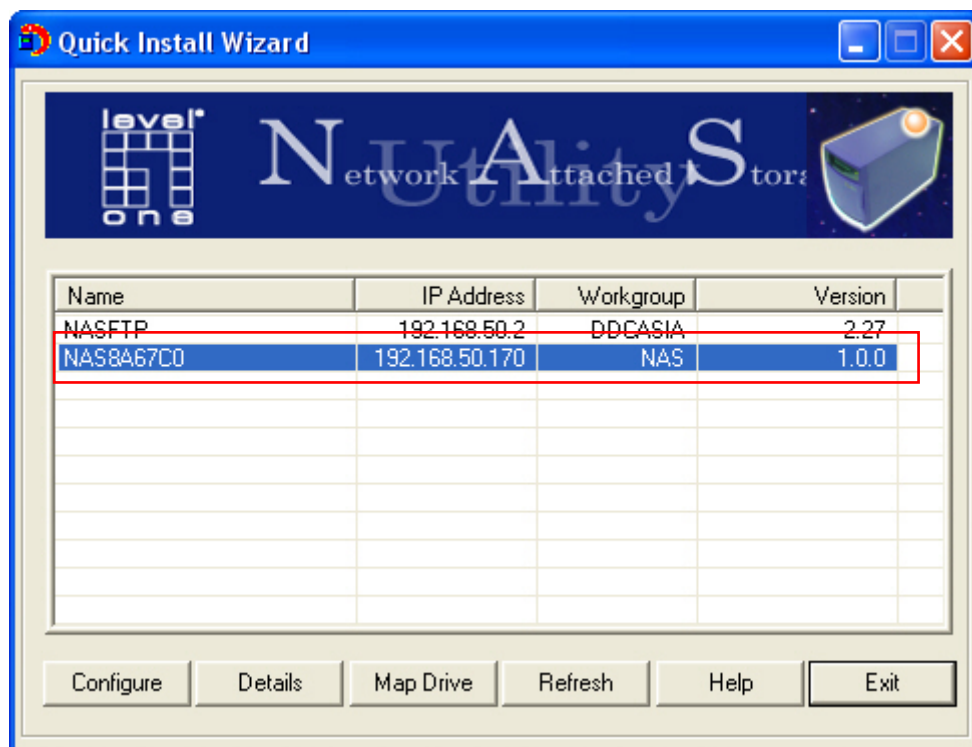 Quick Install Wizard
level one
Network Attached Stora
Utility
Name IP Address Workgroup Version
NASFTP 192.168.50.2 DDCASIA 2.27
NAS8A67C0 192.168.50.170 NAS 1.0.0
Configure Details Map Drive Refresh Help Exit